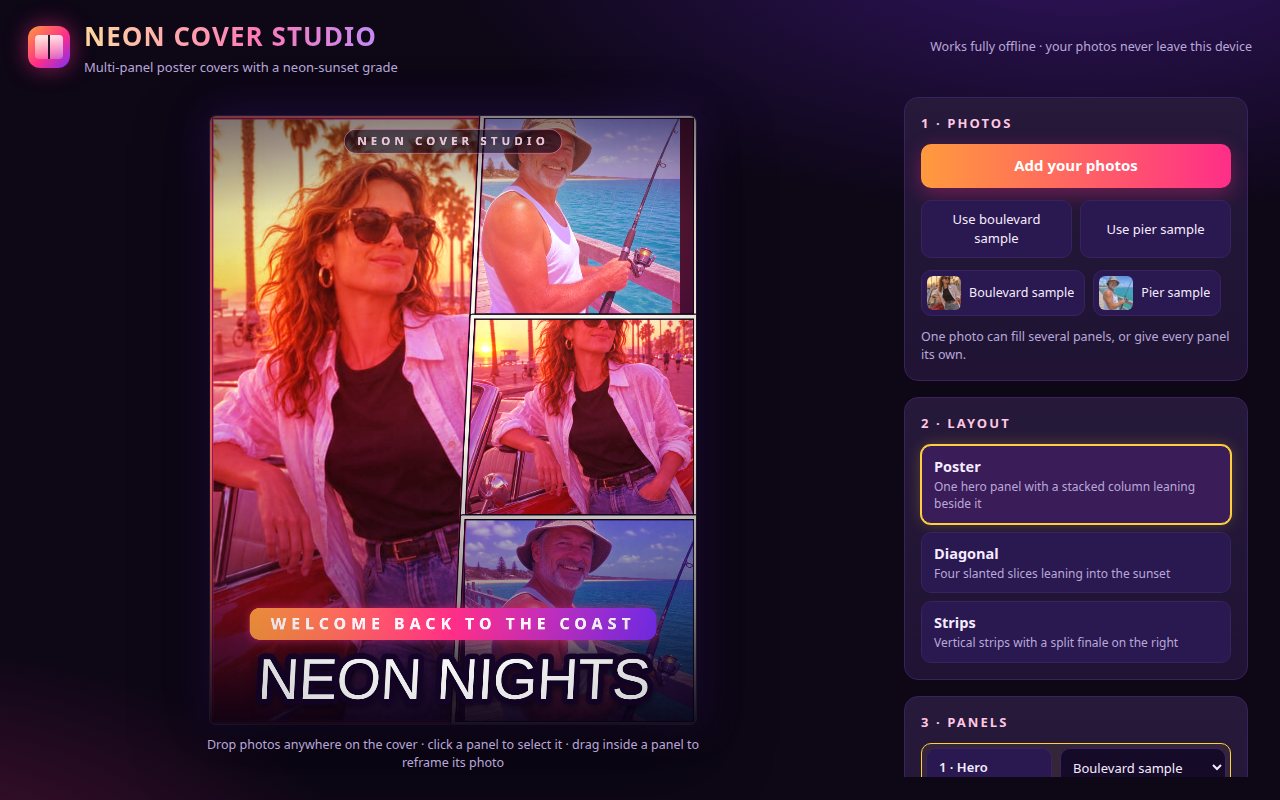 NEON COVER STUDIO
Multi-panel poster covers with a neon-sunset grade
Works fully offline · your photos never leave this device
NEON COVER STUDIO
WELCOME BACK TO THE COAST
NEON NIGHTS
Drop photos anywhere on the cover · click a panel to select it · drag inside a panel to
reframe its photo
1 · PHOTOS
Add your photos
Use boulevard
sample
Use pier sample
Boulevard sample
Pier sample
One photo can fill several panels, or give every panel
its own.
2 · LAYOUT
Poster
One hero panel with a stacked column leaning
beside it
Diagonal
Four slanted slices leaning into the sunset
Strips
Vertical strips with a split finale on the right
3 · PANELS
1 · Hero
Boulevard sample